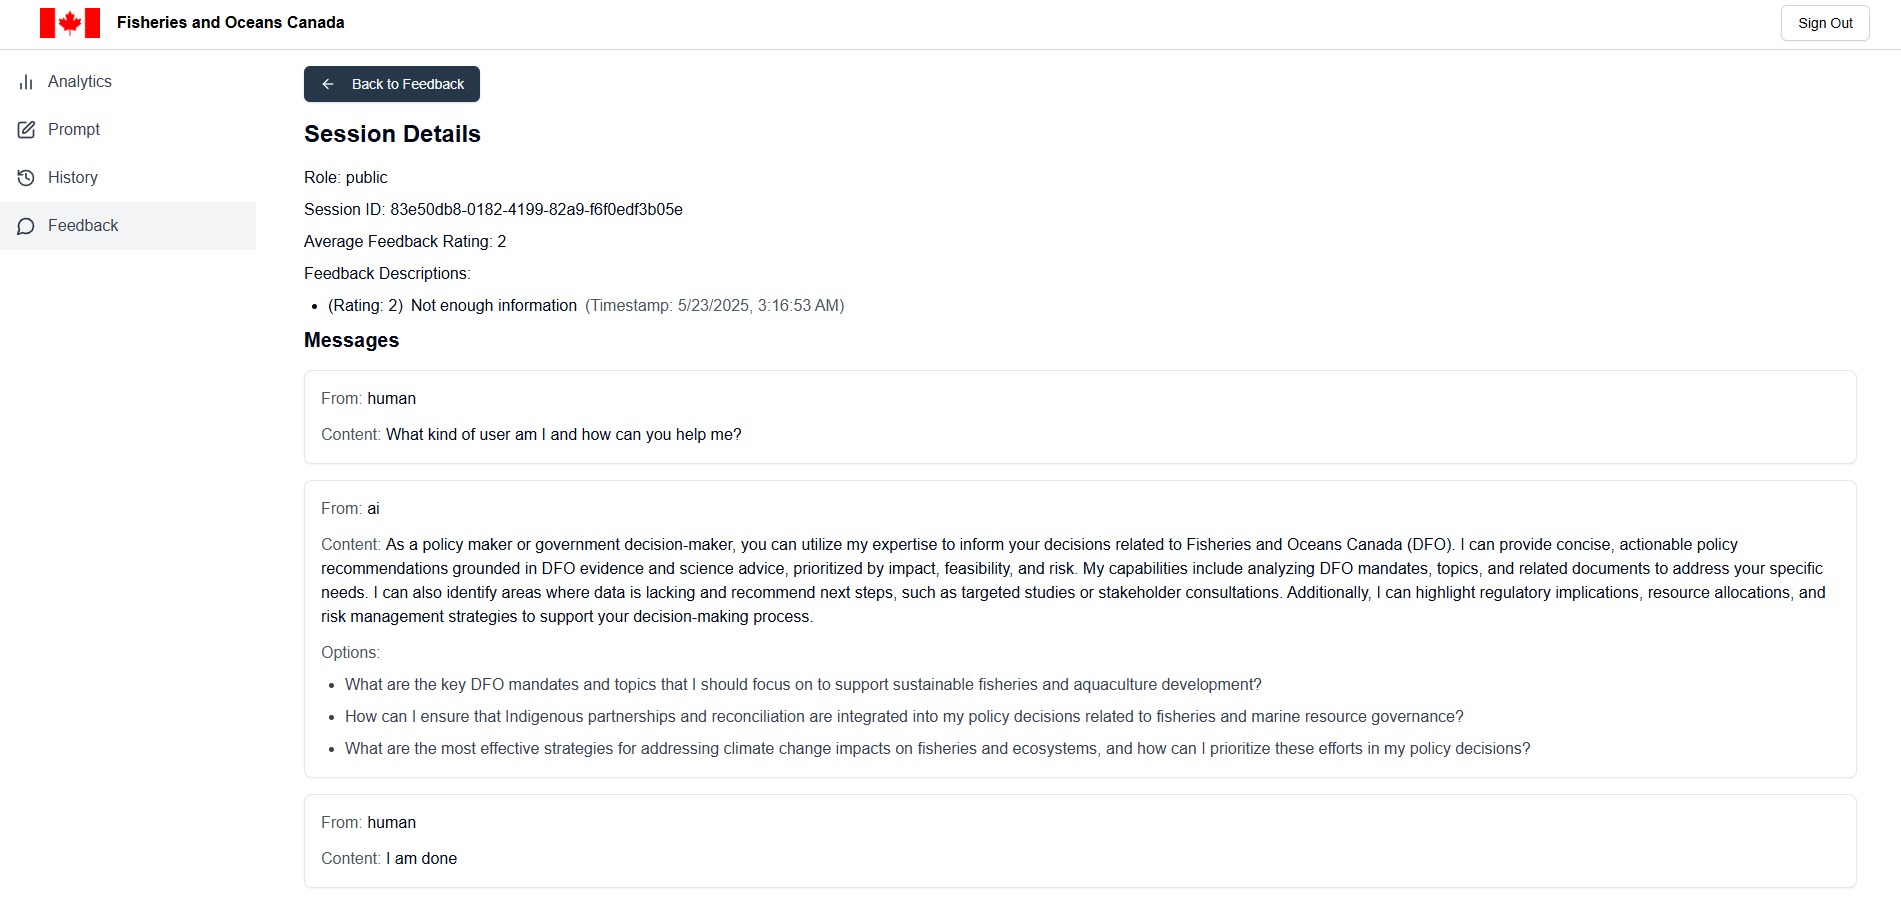 Fisheries and Oceans Canada
Sign Out
Analytics
Prompt
History
Feedback
Back to Feedback
Session Details
Role: public
Session ID: 83e50db8-0182-4199-82a9-f6f0edf3b05e
Average Feedback Rating: 2
Feedback Descriptions:
• (Rating: 2) Not enough information (Timestamp: 5/23/2025, 3:16:53 AM)
Messages
From: human
Content: What kind of user am I and how can you help me?
From: ai
Content: As a policy maker or government decision-maker, you can utilize my expertise to inform your decisions related to Fisheries and Oceans Canada (DFO). I can provide concise, actionable policy
recommendations grounded in DFO evidence and science advice, prioritized by impact, feasibility, and risk. My capabilities include analyzing DFO mandates, topics, and related documents to address your specific
needs. I can also identify areas where data is lacking and recommend next steps, such as targeted studies or stakeholder consultations. Additionally, I can highlight regulatory implications, resource allocations, and
risk management strategies to support your decision-making process.
Options:
• What are the key DFO mandates and topics that I should focus on to support sustainable fisheries and aquaculture development?
• How can I ensure that Indigenous partnerships and reconciliation are integrated into my policy decisions related to fisheries and marine resource governance?
• What are the most effective strategies for addressing climate change impacts on fisheries and ecosystems, and how can I prioritize these efforts in my policy decisions?
From: human
Content: I am done